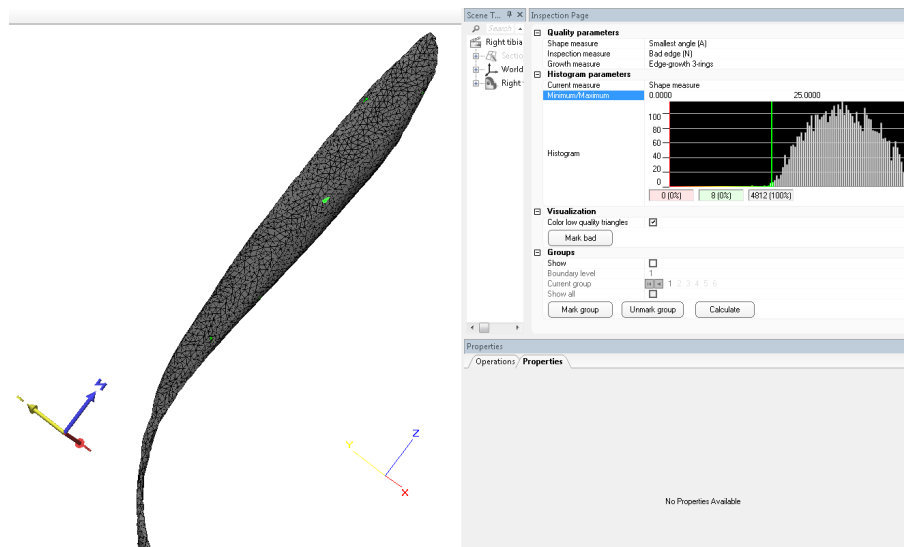 Scene T...
Inspection Page
Search
Right tibia
Sectio
World
Right
Quality parameters
Shape measure Smallest angle (A)
Inspection measure Bad edge (N)
Growth measure Edge-growth 3-rings
Histogram parameters
Current measure Shape measure
Minimum/Maximum 0.0000 25.0000
Histogram
100
80
60
40
20
0
0 (0%) 8 (0%) 4812 (100%)
Visualization
Color low quality triangles
Mark bad
Groups
Show
Boundary level 1
Current group 1 2 3 4 5 6
Show all
Mark group Unmark group Calculate
Properties
Operations Properties
No Properties Available
Z
Y
X